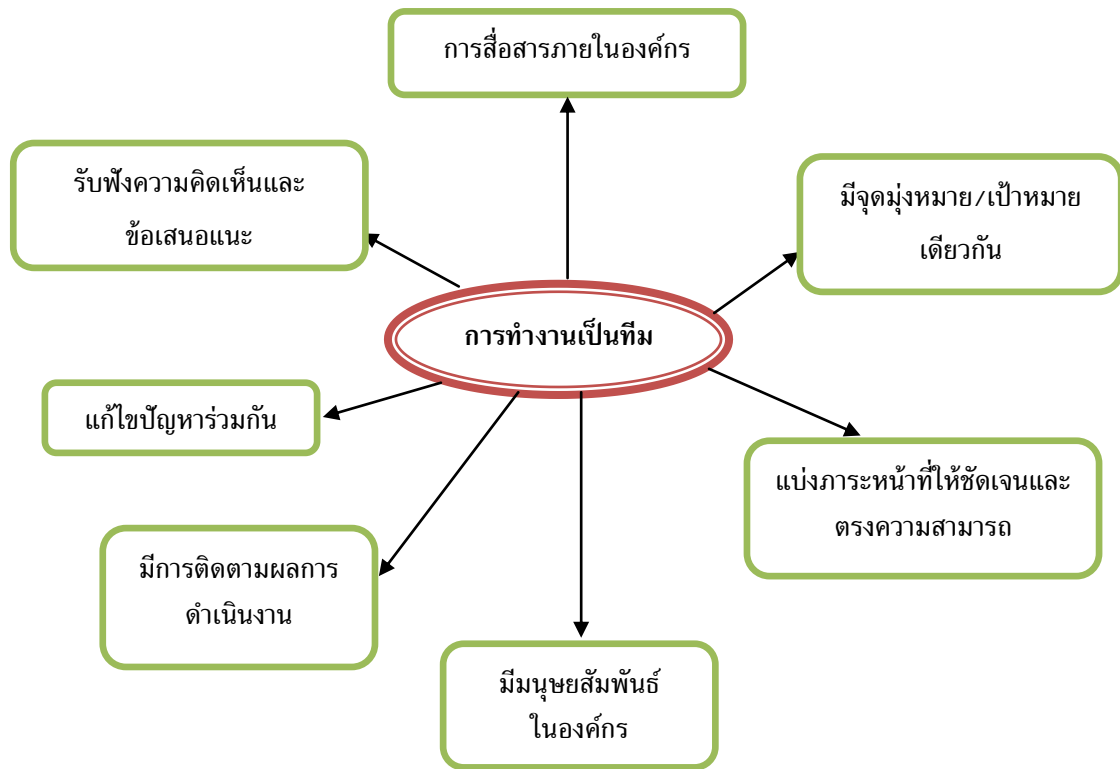 การสื่อสารภายในองค์กร
รับฟังความคิดเห็นและ
ข้อเสนอแนะ
มีจุดมุ่งหมาย/เป้าหมาย
เดียวกัน
การทำงานเป็นทีม
แก้ไขปัญหาร่วมกัน
แบ่งภาระหน้าที่ให้ชัดเจนและ
ตรงความสามารถ
มีการติดตามผลการ
ดำเนินงาน
มีมนุษยสัมพันธ์
ในองค์กร